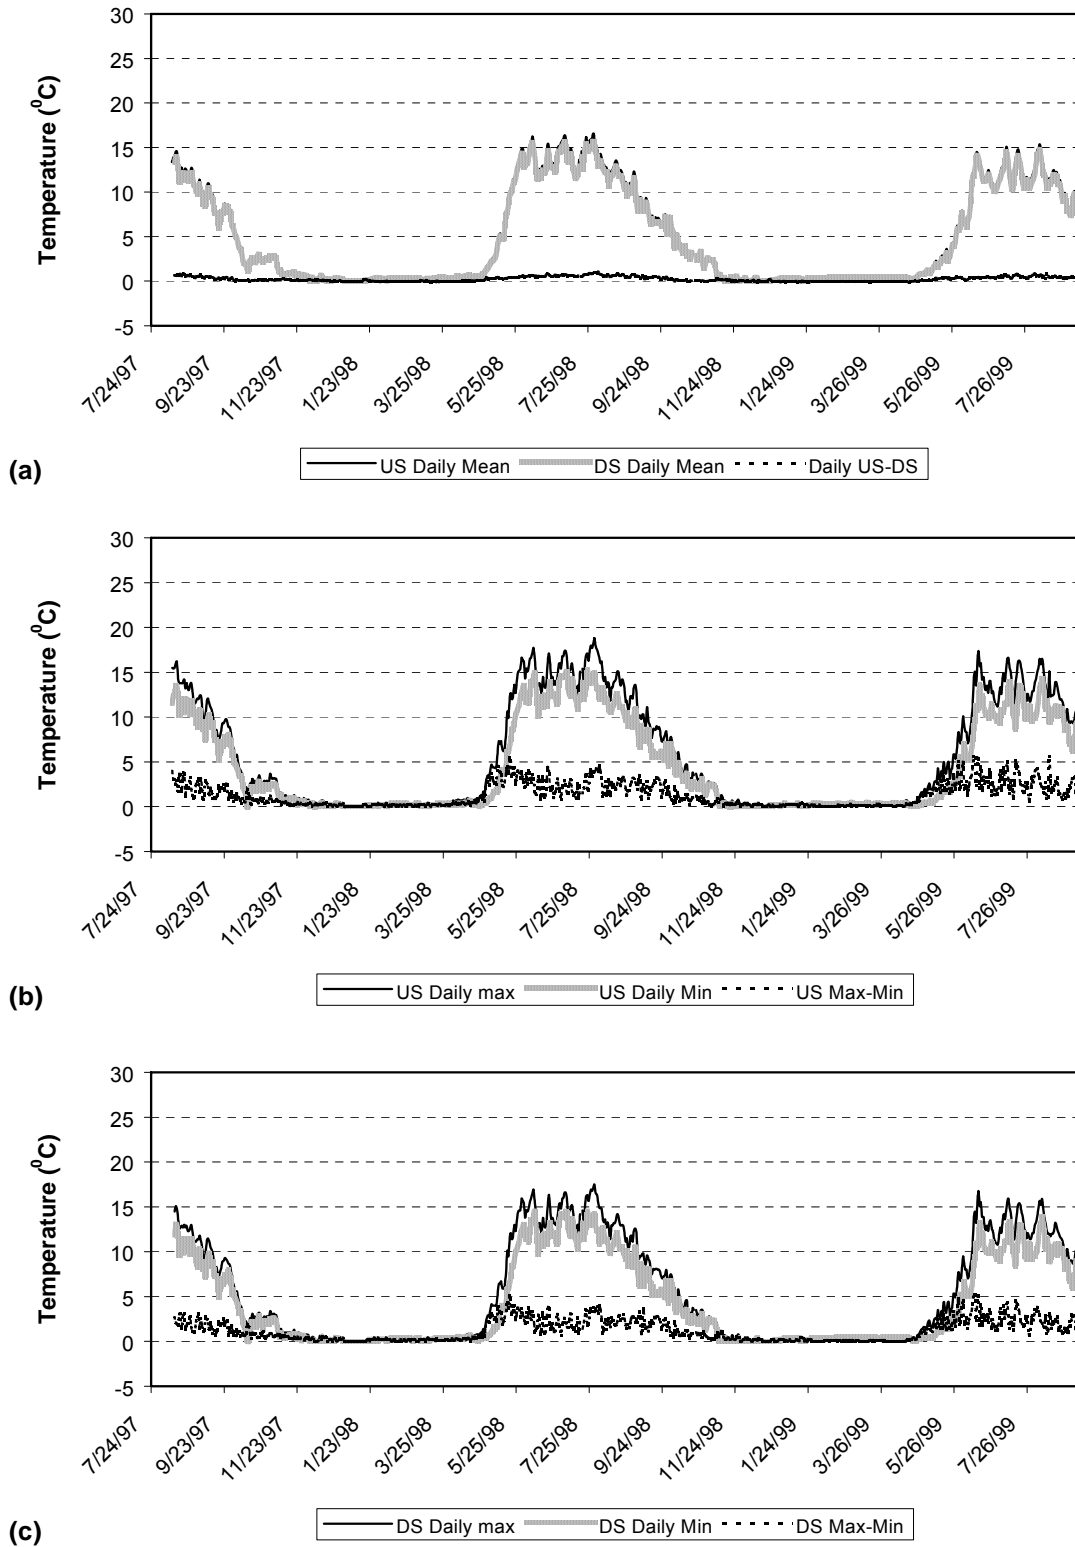 30
25
20
15
10
5
0
-5
Temperature (⁰C)
7/24/97 9/23/97 11/23/97 1/23/98 3/25/98 5/25/98 7/25/98 9/24/98 11/24/98 1/24/99 3/26/99 5/26/99 7/26/99
(a)
US Daily Mean DS Daily Mean Daily US-DS
30
25
20
15
10
5
0
-5
Temperature (⁰C)
7/24/97 9/23/97 11/23/97 1/23/98 3/25/98 5/25/98 7/25/98 9/24/98 11/24/98 1/24/99 3/26/99 5/26/99 7/26/99
(b)
US Daily max US Daily Min US Max-Min
30
25
20
15
10
5
0
-5
Temperature (⁰C)
7/24/97 9/23/97 11/23/97 1/23/98 3/25/98 5/25/98 7/25/98 9/24/98 11/24/98 1/24/99 3/26/99 5/26/99 7/26/99
(c)
DS Daily max DS Daily Min DS Max-Min